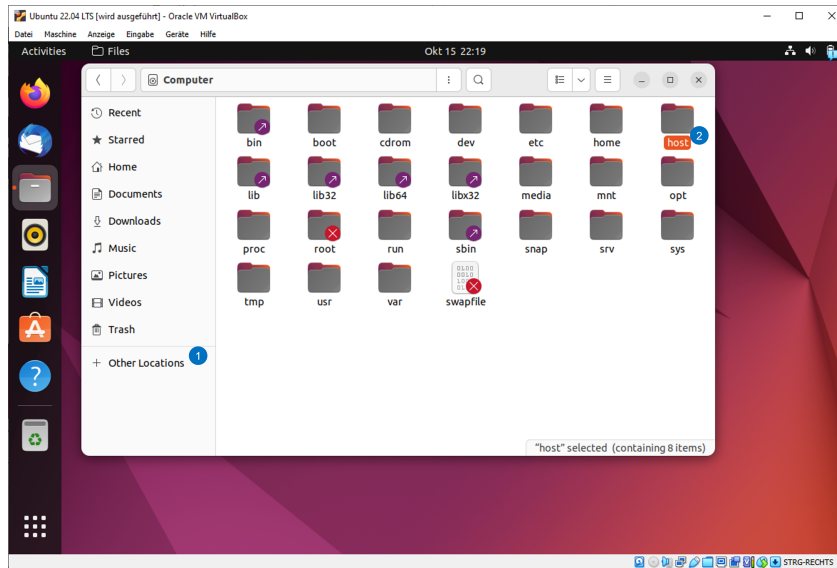 Ubuntu 22.04 LTS [wird ausgeführt] - Oracle VM VirtualBox
Datei Maschine Anzeige Eingabe Geräte Hilfe
Activities Files Okt 15 22:19
Computer
Recent
Starred
Home
Documents
Downloads
Music
Pictures
Videos
Trash
Other Locations 1
bin boot cdrom dev etc home host 2
lib lib32 lib64 libx32 media mnt opt
proc root run sbin snap srv sys
tmp usr var swapfile
"host" selected (containing 8 items)
STRG-RECHTS